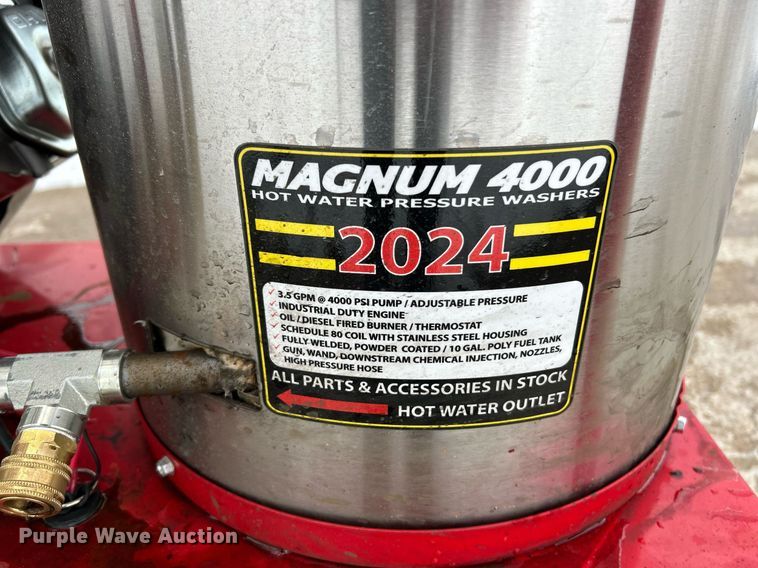 MAGNUM 4000
HOT WATER PRESSURE WASHERS
2024
✓ 3.5 GPM @ 4000 PSI PUMP / ADJUSTABLE PRESSURE
✓ INDUSTRIAL DUTY ENGINE
✓ OIL / DIESEL FIRED BURNER / THERMOSTAT
✓ SCHEDULE 80 COIL WITH STAINLESS STEEL HOUSING
✓ FULLY WELDED, POWDER COATED / 10 GAL. POLY FUEL TANK
✓ GUN, WAND, DOWNSTREAM CHEMICAL INJECTION, NOZZLES,
HIGH PRESSURE HOSE
ALL PARTS & ACCESSORIES IN STOCK
HOT WATER OUTLET
Purple Wave Auction